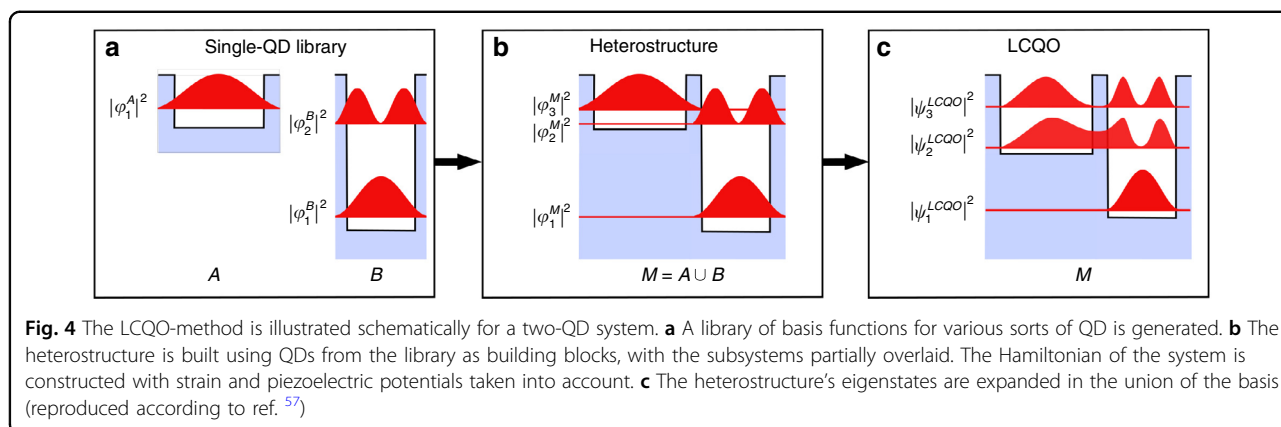 a Single-QD library
|φ₁ᴬ|²
|φ₂ᴮ|²
|φ₁ᴮ|²
A
B
b Heterostructure
|φ₃ᴹ|²
|φ₂ᴹ|²
|φ₁ᴹ|²
M = A ∪ B
c LCQO
|ψ₃ᴸᶜQᴼ|²
|ψ₂ᴸᶜQᴼ|²
|ψ₁ᴸᶜQᴼ|²
M
Fig. 4 The LCQO-method is illustrated schematically for a two-QD system. a A library of basis functions for various sorts of QD is generated. b The
heterostructure is built using QDs from the library as building blocks, with the subsystems partially overlaid. The Hamiltonian of the system is
constructed with strain and piezoelectric potentials taken into account. c The heterostructure's eigenstates are expanded in the union of the basis
(reproduced according to ref. ⁵⁷)